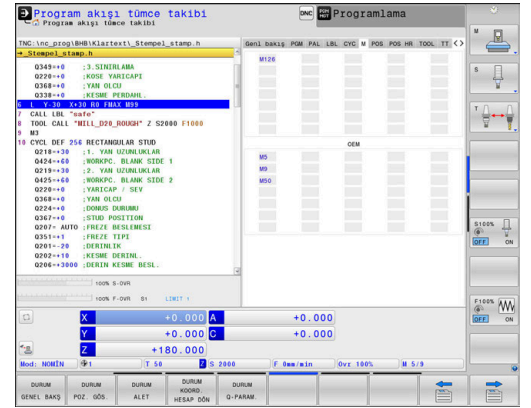 Program akışı tümce takibi
Program akışı tümce takibi
DNC
Programlama
TNC:\nc_prog\BHB\Klartext\_Stempel_stamp.h
→_Stempel_stamp.h
Q349=+0 ;3.SINIRLAMA
Q220=+0 ;KOSE YARICAPI
Q368=+0 ;YAN OLCU
Q338=+0 ;KESME PERDAHL.
6 L Y-30 X+30 R0 FMAX M99
7 CALL LBL "safe"
8 TOOL CALL "MILL_D20_ROUGH" Z S2000 F1000
9 M3
10 CYCL DEF 256 RECTANGULAR STUD
Q218=+30 ;1. YAN UZUNLUKLAR
Q424=+60 ;WORKPC. BLANK SIDE 1
Q219=+30 ;2. YAN UZUNLUKLAR
Q425=+60 ;WORKPC. BLANK SIDE 2
Q220=+0 ;YARICAP / SEV
Q368=+0 ;YAN OLCU
Q224=+0 ;DONUS DURUMU
Q367=+0 ;STUD POSITION
Q207= AUTO ;FREZE BESLENESI
Q351=+1 ;FREZE TIPI
Q201=-20 ;DERINLIK
Q202=+10 ;KESME DERINL.
Q206=+3000 ;DERIN KESME BESL.
Genl bakış PGM PAL LBL CYC M POS POS HR TOOL TT
M126
OEM
M5
M9
M50
100% S-OVR
100% F-OVR S1 LIMIT 1
X +0.000 A +0.000
Y +0.000 C +0.000
Z +180.000
Mod: NOMİN 1 T 50 Z S 2000 F 0mm/min Ovr 100% M 5/9
DURUM GENEL BAKŞ
DURUM POZ. GÖS.
DURUM ALET
DURUM KOORD. HESAP DÖN
DURUM Q-PARAM.
M
S
T
S100%
OFF ON
F100%
OFF ON